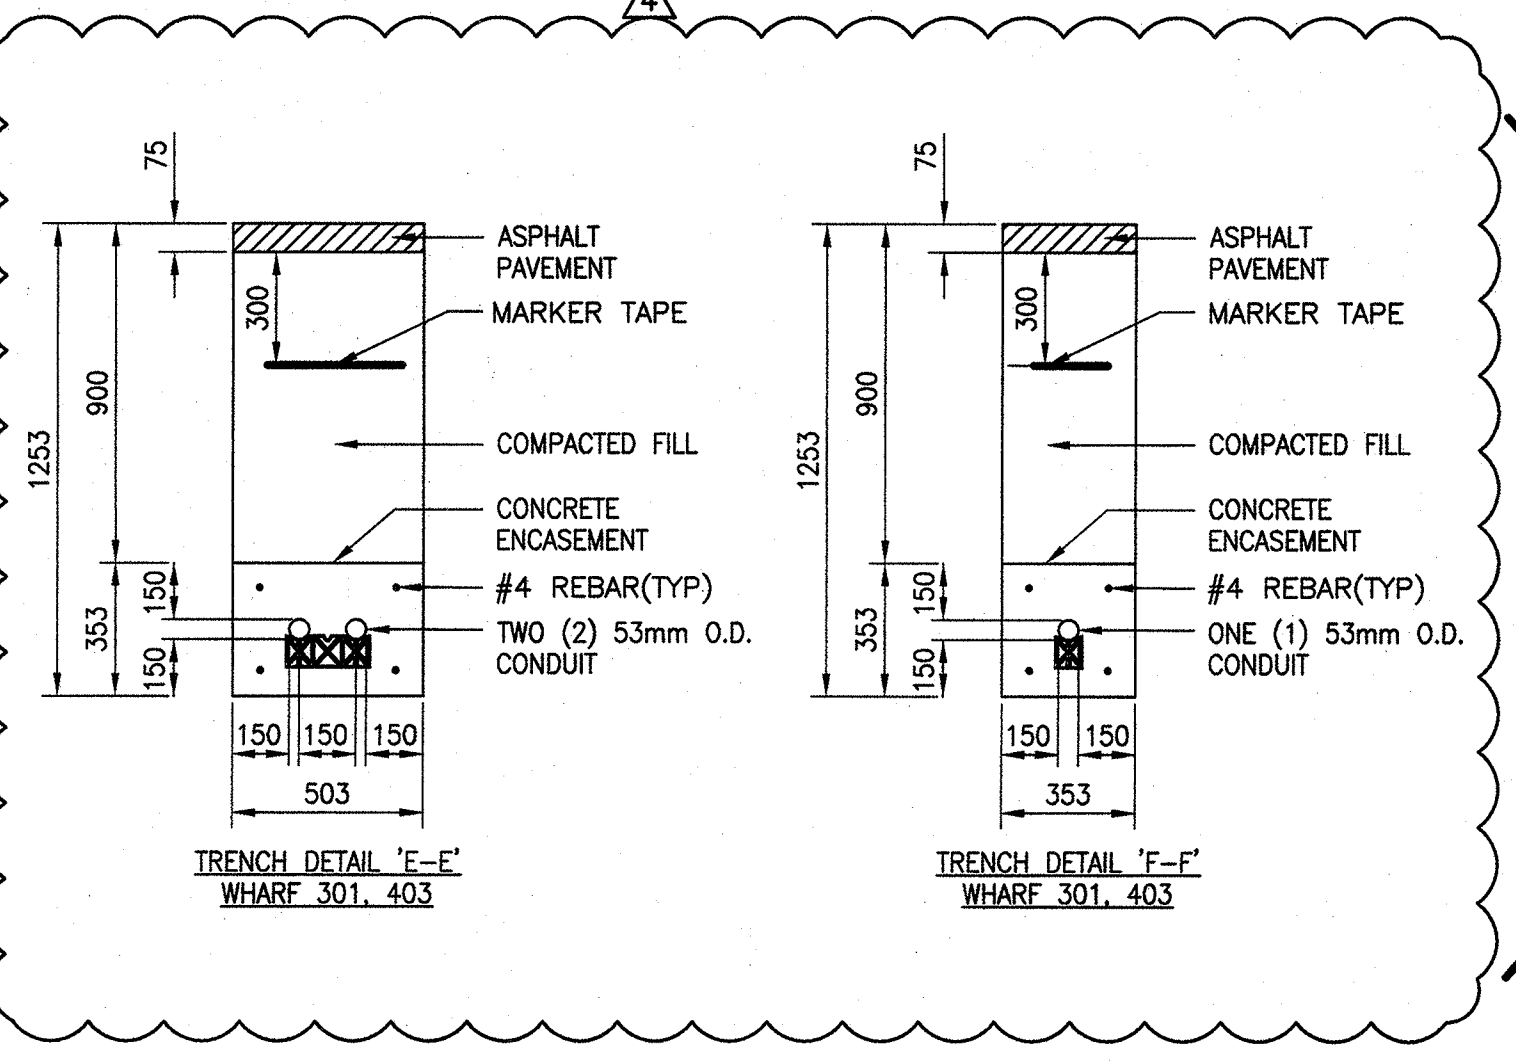 4
75
ASPHALT
PAVEMENT
300
MARKER TAPE
900
1253
COMPACTED FILL
CONCRETE
ENCASEMENT
150
#4 REBAR(TYP)
353
TWO (2) 53mm O.D.
CONDUIT
150
150 150 150
503
TRENCH DETAIL 'E-E'
WHARF 301, 403
75
ASPHALT
PAVEMENT
300
MARKER TAPE
900
1253
COMPACTED FILL
CONCRETE
ENCASEMENT
150
#4 REBAR(TYP)
353
ONE (1) 53mm O.D.
CONDUIT
150
150 150
353
TRENCH DETAIL 'F-F'
WHARF 301, 403